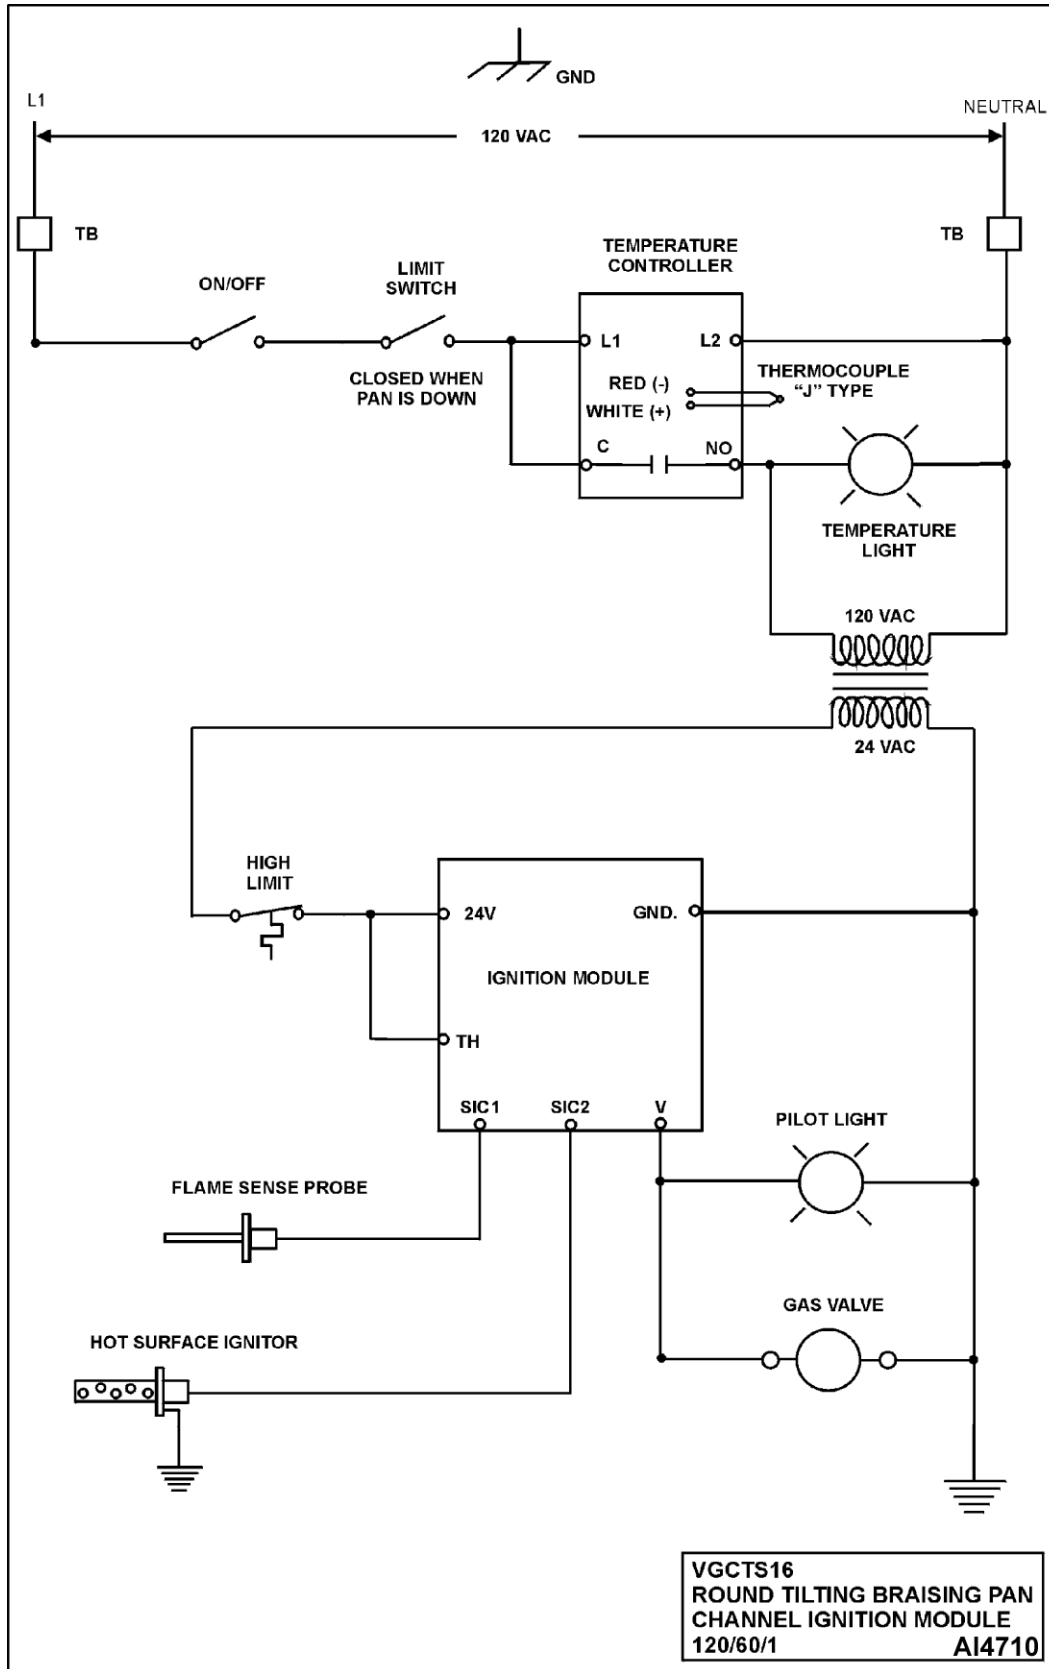 GND
L1
NEUTRAL
120 VAC
TB
TB
TEMPERATURE
CONTROLLER
ON/OFF
LIMIT
SWITCH
L1
L2
CLOSED WHEN
PAN IS DOWN
RED (-)
WHITE (+)
THERMOCOUPLE
“J” TYPE
C
NO
TEMPERATURE
LIGHT
120 VAC
24 VAC
HIGH
LIMIT
24V
GND.
IGNITION MODULE
TH
SIC1
SIC2
V
PILOT LIGHT
FLAME SENSE PROBE
GAS VALVE
HOT SURFACE IGNITOR
VGCTS16
ROUND TILTING BRAISING PAN
CHANNEL IGNITION MODULE
120/60/1 AI4710